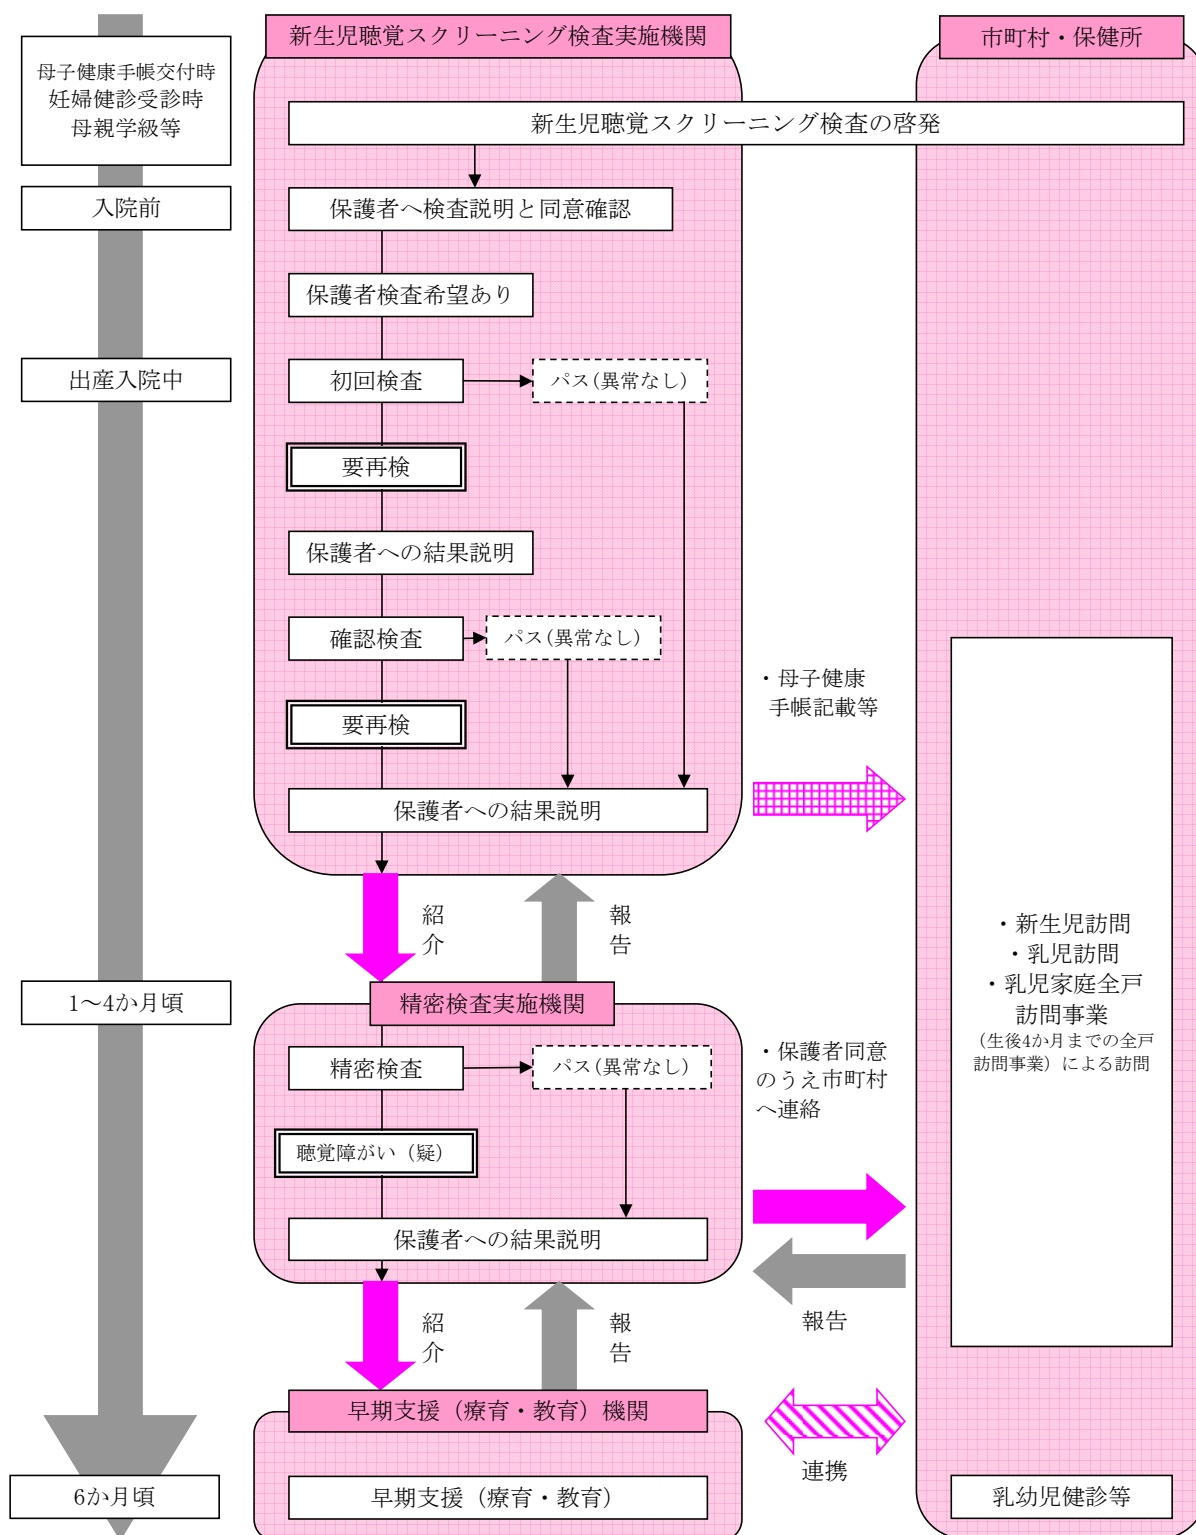 新生児聴覚スクリーニング検査実施機関
市町村・保健所
母子健康手帳交付時
妊婦健診受診時
母親学級等
新生児聴覚スクリーニング検査の啓発
入院前
保護者へ検査説明と同意確認
保護者検査希望あり
出産入院中
初回検査
パス(異常なし)
要再検
保護者への結果説明
確認検査
パス(異常なし)
要再検
保護者への結果説明
・母子健康
手帳記載等
紹
介
報
告
・新生児訪問
・乳児訪問
・乳児家庭全戸
訪問事業
(生後4か月までの全戸
訪問事業）による訪問
1～4か月頃
精密検査実施機関
精密検査
パス(異常なし)
聴覚障がい（疑）
保護者への結果説明
・保護者同意
のうえ市町村
へ連絡
報告
紹
介
報
告
早期支援（療育・教育）機関
連携
6か月頃
早期支援（療育・教育）
乳幼児健診等